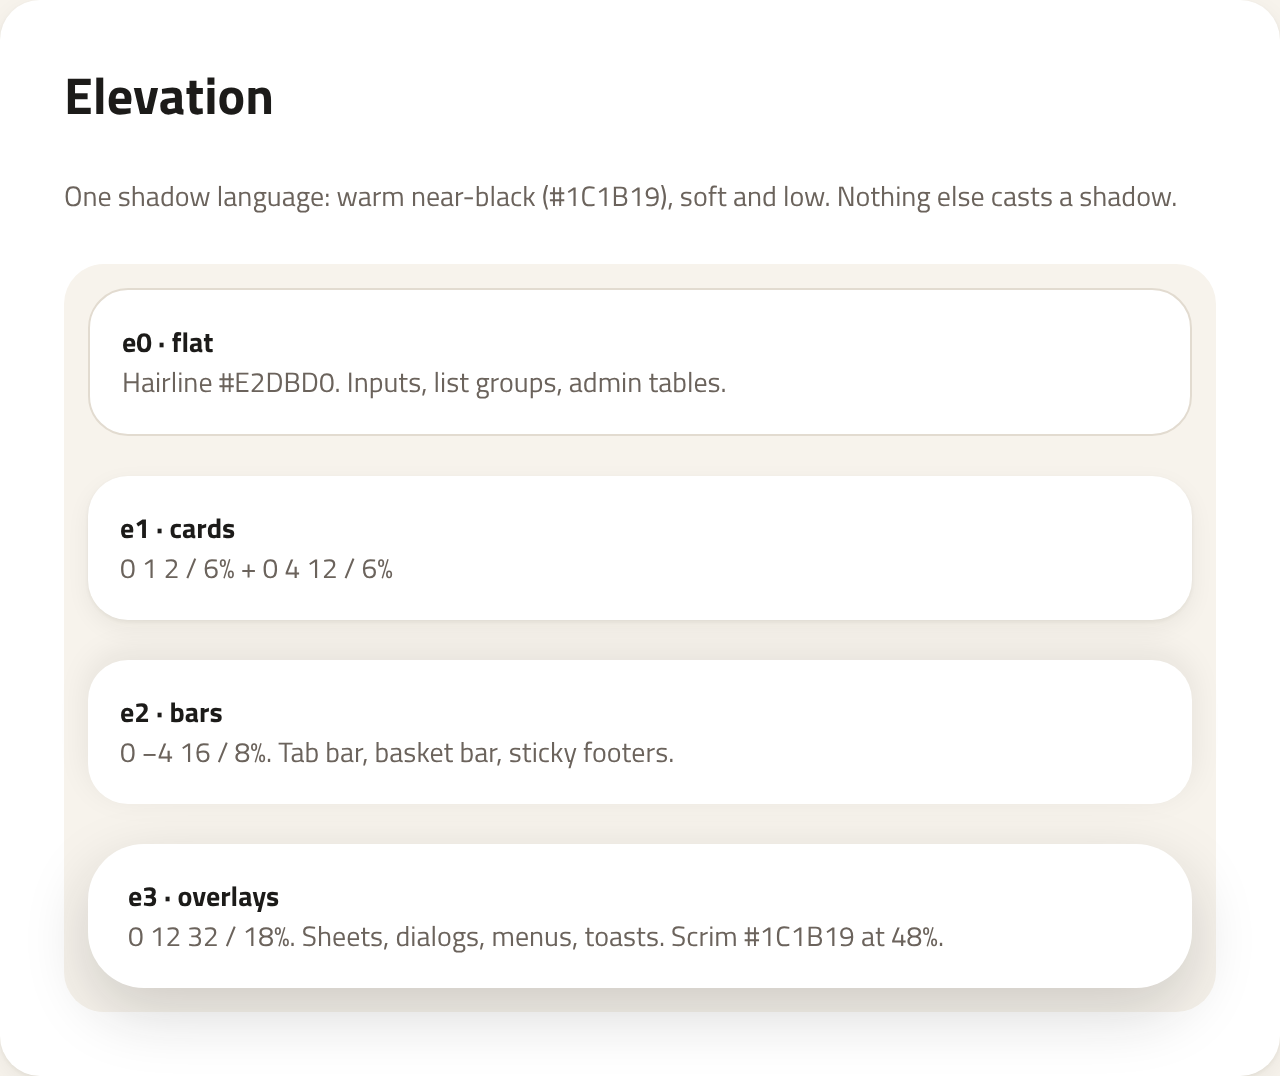 Elevation
One shadow language: warm near-black (#1C1B19), soft and low. Nothing else casts a shadow.
e0 · flat
Hairline #E2DBD0. Inputs, list groups, admin tables.
e1 · cards
0 1 2 / 6% + 0 4 12 / 6%
e2 · bars
0 −4 16 / 8%. Tab bar, basket bar, sticky footers.
e3 · overlays
0 12 32 / 18%. Sheets, dialogs, menus, toasts. Scrim #1C1B19 at 48%.